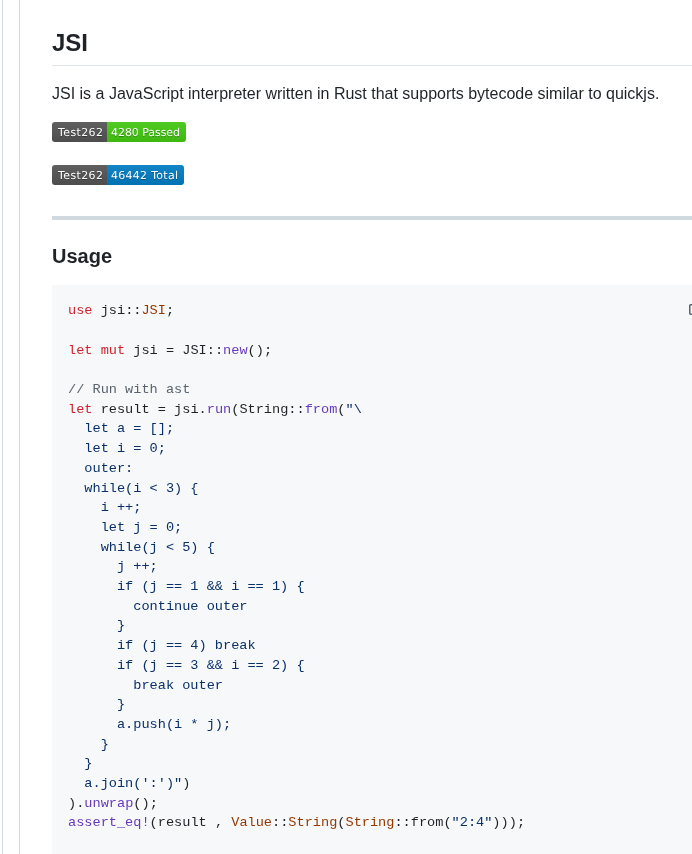 JSI
JSI is a JavaScript interpreter written in Rust that supports bytecode similar to quickjs.
Test262 4280 Passed
Test262 46442 Total
Usage
use jsi::JSI;
let mut jsi = JSI::new();
// Run with ast
let result = jsi.run(String::from("\
  let a = [];
  let i = 0;
  outer:
  while(i < 3) {
    i ++;
    let j = 0;
    while(j < 5) {
      j ++;
      if (j == 1 && i == 1) {
        continue outer
      }
      if (j == 4) break
      if (j == 3 && i == 2) {
        break outer
      }
      a.push(i * j);
    }
  }
  a.join(':')")
).unwrap();
assert_eq!(result , Value::String(String::from("2:4")));